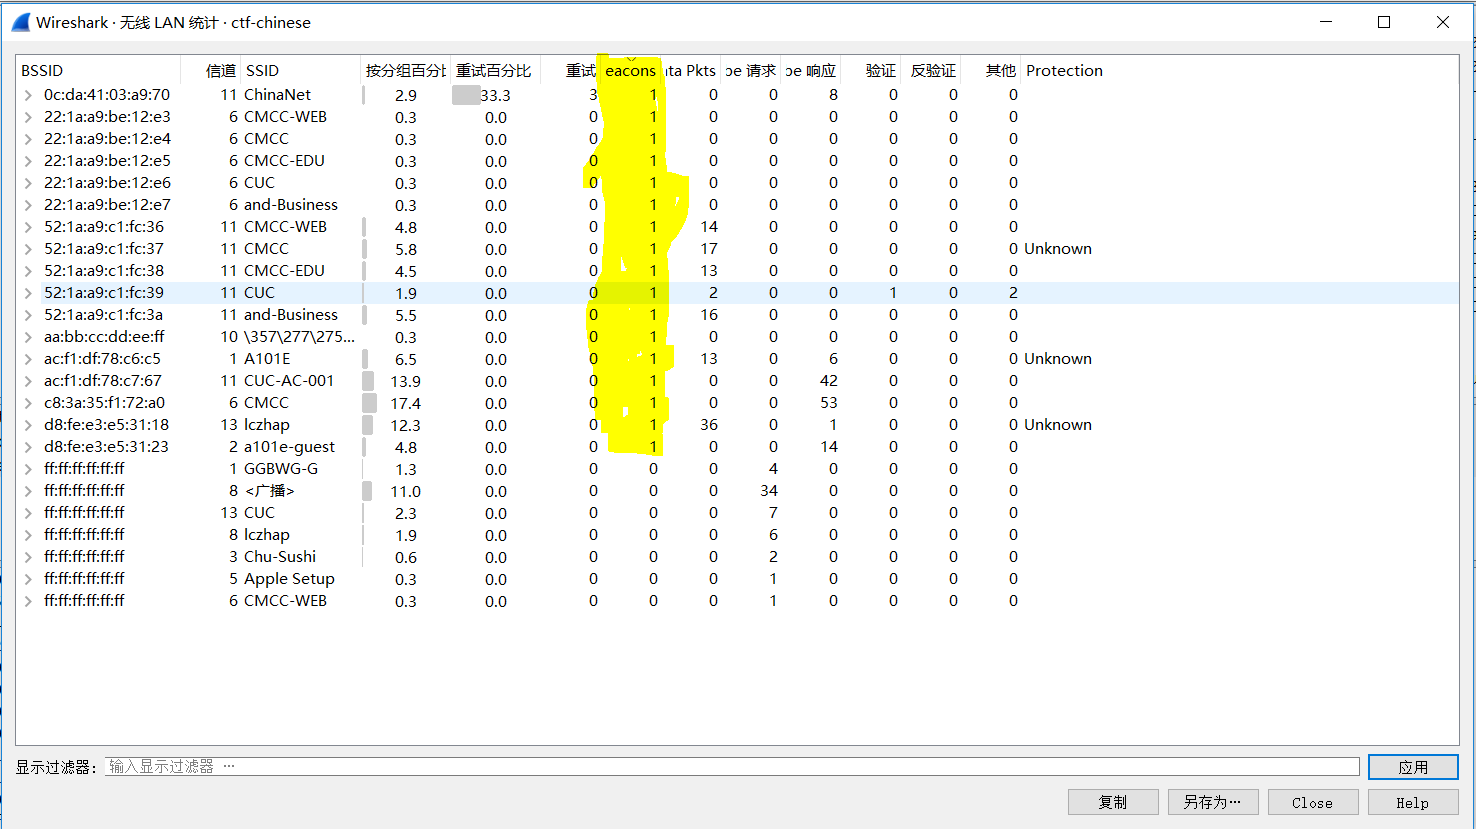 Wireshark · 无线 LAN 统计 · ctf-chinese
BSSID 信道 SSID 按分组百分比 重试百分比 重试 eacons ata Pkts be 请求 be 响应 验证 反验证 其他 Protection
0c:da:41:03:a9:70 11 ChinaNet 2.9 33.3 3 1 0 0 8 0 0 0
22:1a:a9:be:12:e3 6 CMCC-WEB 0.3 0.0 0 1 0 0 0 0 0 0
22:1a:a9:be:12:e4 6 CMCC 0.3 0.0 0 1 0 0 0 0 0 0
22:1a:a9:be:12:e5 6 CMCC-EDU 0.3 0.0 0 1 0 0 0 0 0 0
22:1a:a9:be:12:e6 6 CUC 0.3 0.0 0 1 0 0 0 0 0 0
22:1a:a9:be:12:e7 6 and-Business 0.3 0.0 0 1 0 0 0 0 0 0
52:1a:a9:c1:fc:36 11 CMCC-WEB 4.8 0.0 0 1 14 0 0 0 0 0
52:1a:a9:c1:fc:37 11 CMCC 5.8 0.0 0 1 17 0 0 0 0 0 Unknown
52:1a:a9:c1:fc:38 11 CMCC-EDU 4.5 0.0 0 1 13 0 0 0 0 0
52:1a:a9:c1:fc:39 11 CUC 1.9 0.0 0 1 2 0 0 1 0 2
52:1a:a9:c1:fc:3a 11 and-Business 5.5 0.0 0 1 16 0 0 0 0 0
aa:bb:cc:dd:ee:ff 10 \357\277\275... 0.3 0.0 0 1 0 0 0 0 0 0
ac:f1:df:78:c6:c5 1 A101E 6.5 0.0 0 1 13 0 6 0 0 0 Unknown
ac:f1:df:78:c7:67 11 CUC-AC-001 13.9 0.0 0 1 0 0 42 0 0 0
c8:3a:35:f1:72:a0 6 CMCC 17.4 0.0 0 1 0 0 53 0 0 0
d8:fe:e3:e5:31:18 13 lczhap 12.3 0.0 0 1 36 0 1 0 0 0 Unknown
d8:fe:e3:e5:31:23 2 a101e-guest 4.8 0.0 0 1 0 0 14 0 0 0
ff:ff:ff:ff:ff:ff 1 GGBWG-G 1.3 0.0 0 0 0 4 0 0 0 0
ff:ff:ff:ff:ff:ff 8 <广播> 11.0 0.0 0 0 0 34 0 0 0 0
ff:ff:ff:ff:ff:ff 13 CUC 2.3 0.0 0 0 0 7 0 0 0 0
ff:ff:ff:ff:ff:ff 8 lczhap 1.9 0.0 0 0 0 6 0 0 0 0
ff:ff:ff:ff:ff:ff 3 Chu-Sushi 0.6 0.0 0 0 0 2 0 0 0 0
ff:ff:ff:ff:ff:ff 5 Apple Setup 0.3 0.0 0 0 0 1 0 0 0 0
ff:ff:ff:ff:ff:ff 6 CMCC-WEB 0.3 0.0 0 0 0 1 0 0 0 0
显示过滤器: 输入显示过滤器 … 应用
复制 另存为… Close Help